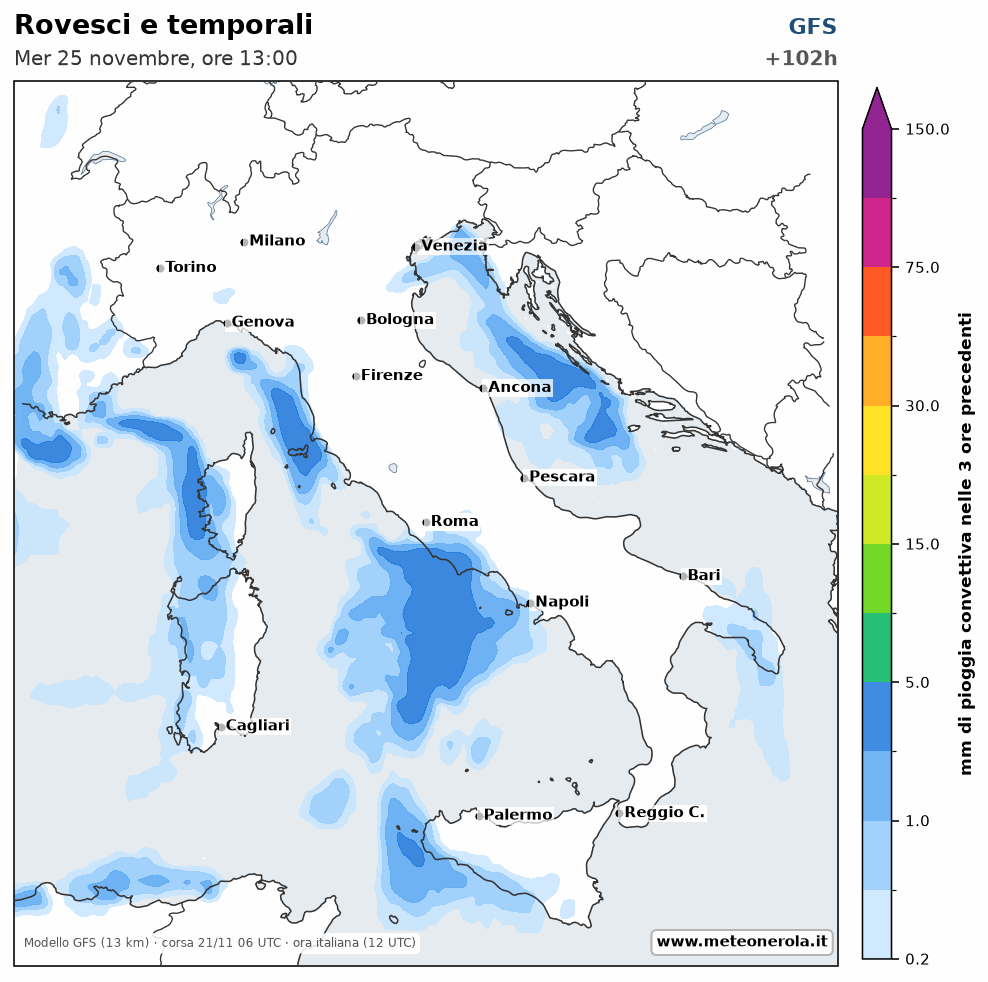 Rovesci e temporali
GFS
Mer 25 novembre, ore 13:00
+102h
Milano
Venezia
Torino
Genova
Bologna
Firenze
Ancona
Pescara
Roma
Bari
Napoli
Cagliari
Palermo
Reggio C.
150.0
75.0
30.0
15.0
5.0
1.0
0.2
mm di pioggia convettiva nelle 3 ore precedenti
Modello GFS (13 km) · corsa 21/11 06 UTC · ora italiana (12 UTC)
www.meteonerola.it